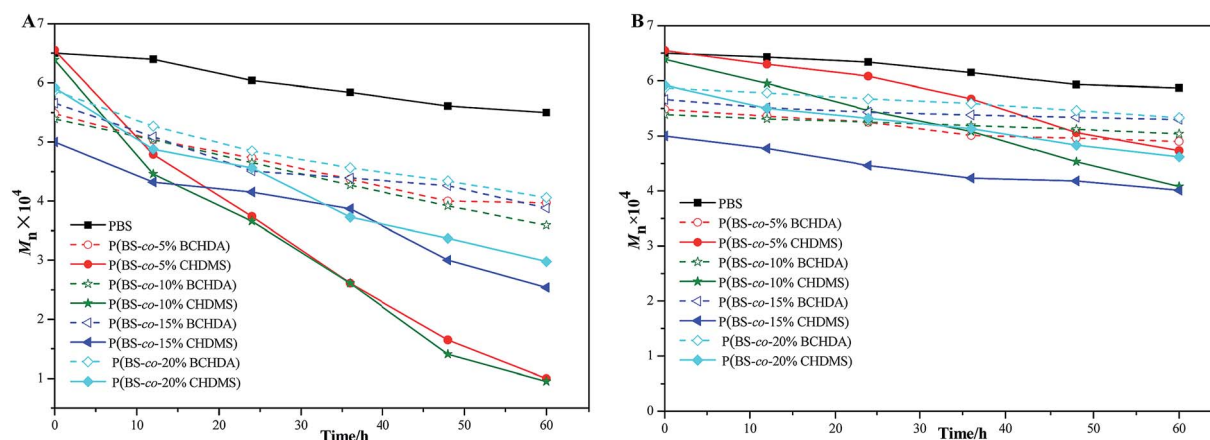 A
7
6
5
4
3
2
1
Mn×10^4
PBS
P(BS-co-5% BCHDA)
P(BS-co-5% CHDMS)
P(BS-co-10% BCHDA)
P(BS-co-10% CHDMS)
P(BS-co-15% BCHDA)
P(BS-co-15% CHDMS)
P(BS-co-20% BCHDA)
P(BS-co-20% CHDMS)
0 10 20 30 40 50 60
Time/h
B
7
6
5
4
3
2
1
0
Mn×10^4
PBS
P(BS-co-5% BCHDA)
P(BS-co-5% CHDMS)
P(BS-co-10% BCHDA)
P(BS-co-10% CHDMS)
P(BS-co-15% BCHDA)
P(BS-co-15% CHDMS)
P(BS-co-20% BCHDA)
P(BS-co-20% CHDMS)
0 10 20 30 40 50 60
Time/h